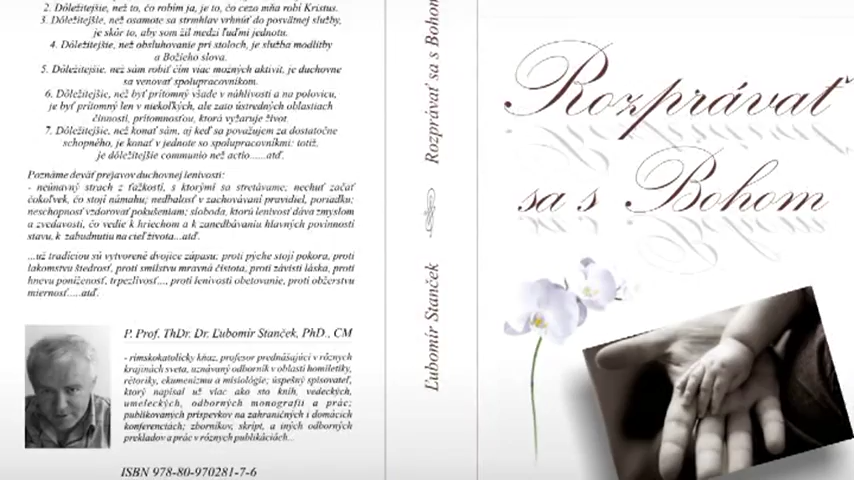 2. Dôležitejšie, než to, čo robím ja, je to, čo cezo mňa robí Kristus.
3. Dôležitejšie, než osamote sa strmhlav vrhnúť do posvätnej služby,
je skôr to, aby som žil medzi ľuďmi jednotu.
4. Dôležitejšie, než obsluhovanie pri stoloch, je služba modlitby
a Božieho slova.
5. Dôležitejšie, než sám robiť čím viac možných aktivít, je duchovne
sa venovať spolupracovníkom.
6. Dôležitejšie, než byť prítomný všade v náhlivosti a na polovicu,
je byť prítomný len v niekoľkých, ale zato ústredných oblastiach
činnosti, prítomnosťou, ktorá vyžaruje život.
7. Dôležitejšie, než konať sám, aj keď sa považujem za dostatočne
schopného, je konať v jednote so spolupracovníkmi: totiž,
je dôležitejšie communio než actio......atď.
Poznáme deväť prejavov duchovnej lenivosti:
- neúnavný strach z ťažkostí, s ktorými sa stretávame; nechuť začať
čokoľvek, čo stojí námahu; nedbalosť v zachovávaní pravidiel, poriadku;
neschopnosť vzdorovať pokušeniam; sloboda, ktorú lenivosť dáva zmyslom
a zvedavosti, čo vedie k hriechom a k zanedbávaniu hlavných povinností
stavu, k zabudnutiu na cieľ života...atď.
...už tradíciou sú vytvorené dvojice zápasu: proti pýche stojí pokora, proti
lakomstvu štedrosť, proti smilstvu mravná čistota, proti závisti láska, proti
hnevu poníženosť, trpezlivosť..., proti lenivosti obetovanie, proti obžerstvu
miernosť.....atď.
P. Prof. ThDr. Dr. Ľubomír Stanček, PhD., CM
- rímskokatolícky kňaz, profesor prednášajúci v rôznych
krajinách sveta, uznávaný odborník v oblasti homiletiky,
rétoriky, ekumenizmu a misiológie; úspešný spisovateľ,
ktorý napísal už viac ako sto kníh, vedeckých,
umeleckých, odborných monografií a prác;
publikovaných príspevkov na zahraničných i domácich
konferenciách; zborníkov, skrípt, a iných odborných
prekladov a prác v rôznych publikáciách...
ISBN 978-80-970281-7-6
Ľubomír Stanček
Rozprávať sa s Bohom
Rozprávať
sa s Bohom